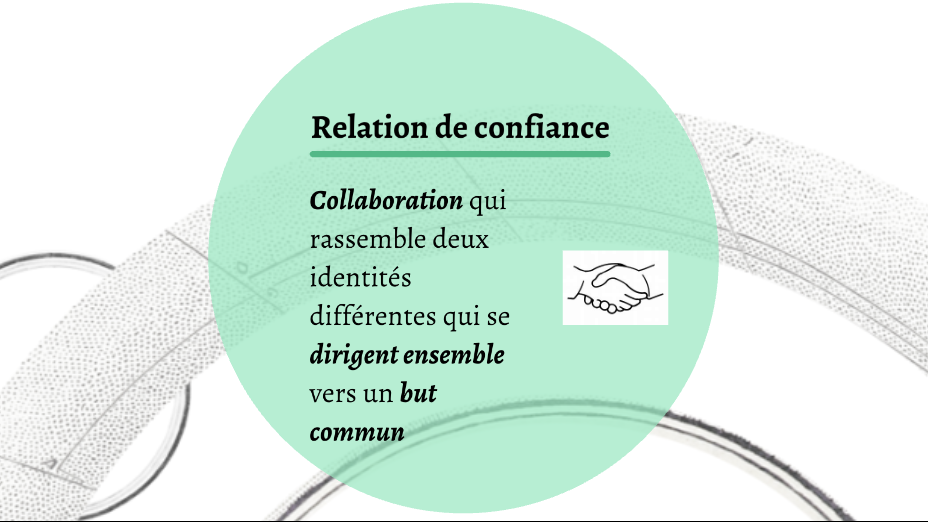 Relation de confiance
Collaboration qui
rassemble deux
identités
différentes qui se
dirigent ensemble
vers un but
commun